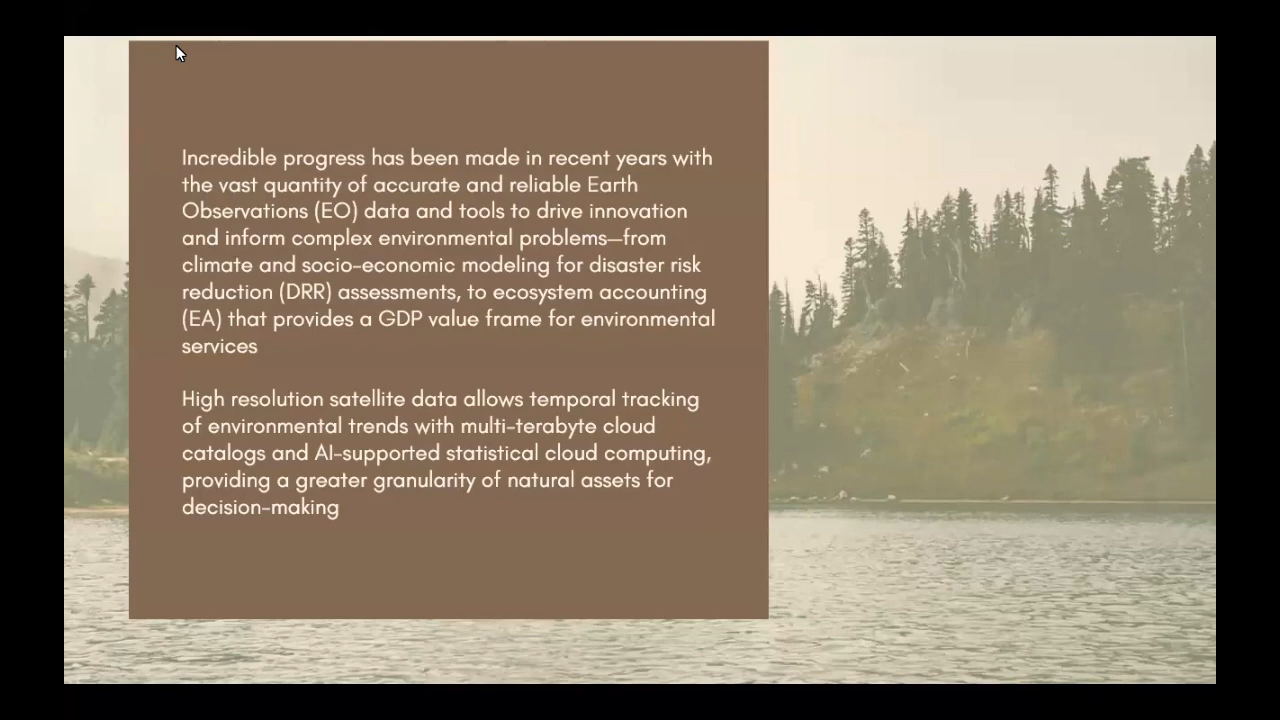 Incredible progress has been made in recent years with
the vast quantity of accurate and reliable Earth
Observations (EO) data and tools to drive innovation
and inform complex environmental problems—from
climate and socio-economic modeling for disaster risk
reduction (DRR) assessments, to ecosystem accounting
(EA) that provides a GDP value frame for environmental
services
High resolution satellite data allows temporal tracking
of environmental trends with multi-terabyte cloud
catalogs and AI-supported statistical cloud computing,
providing a greater granularity of natural assets for
decision-making